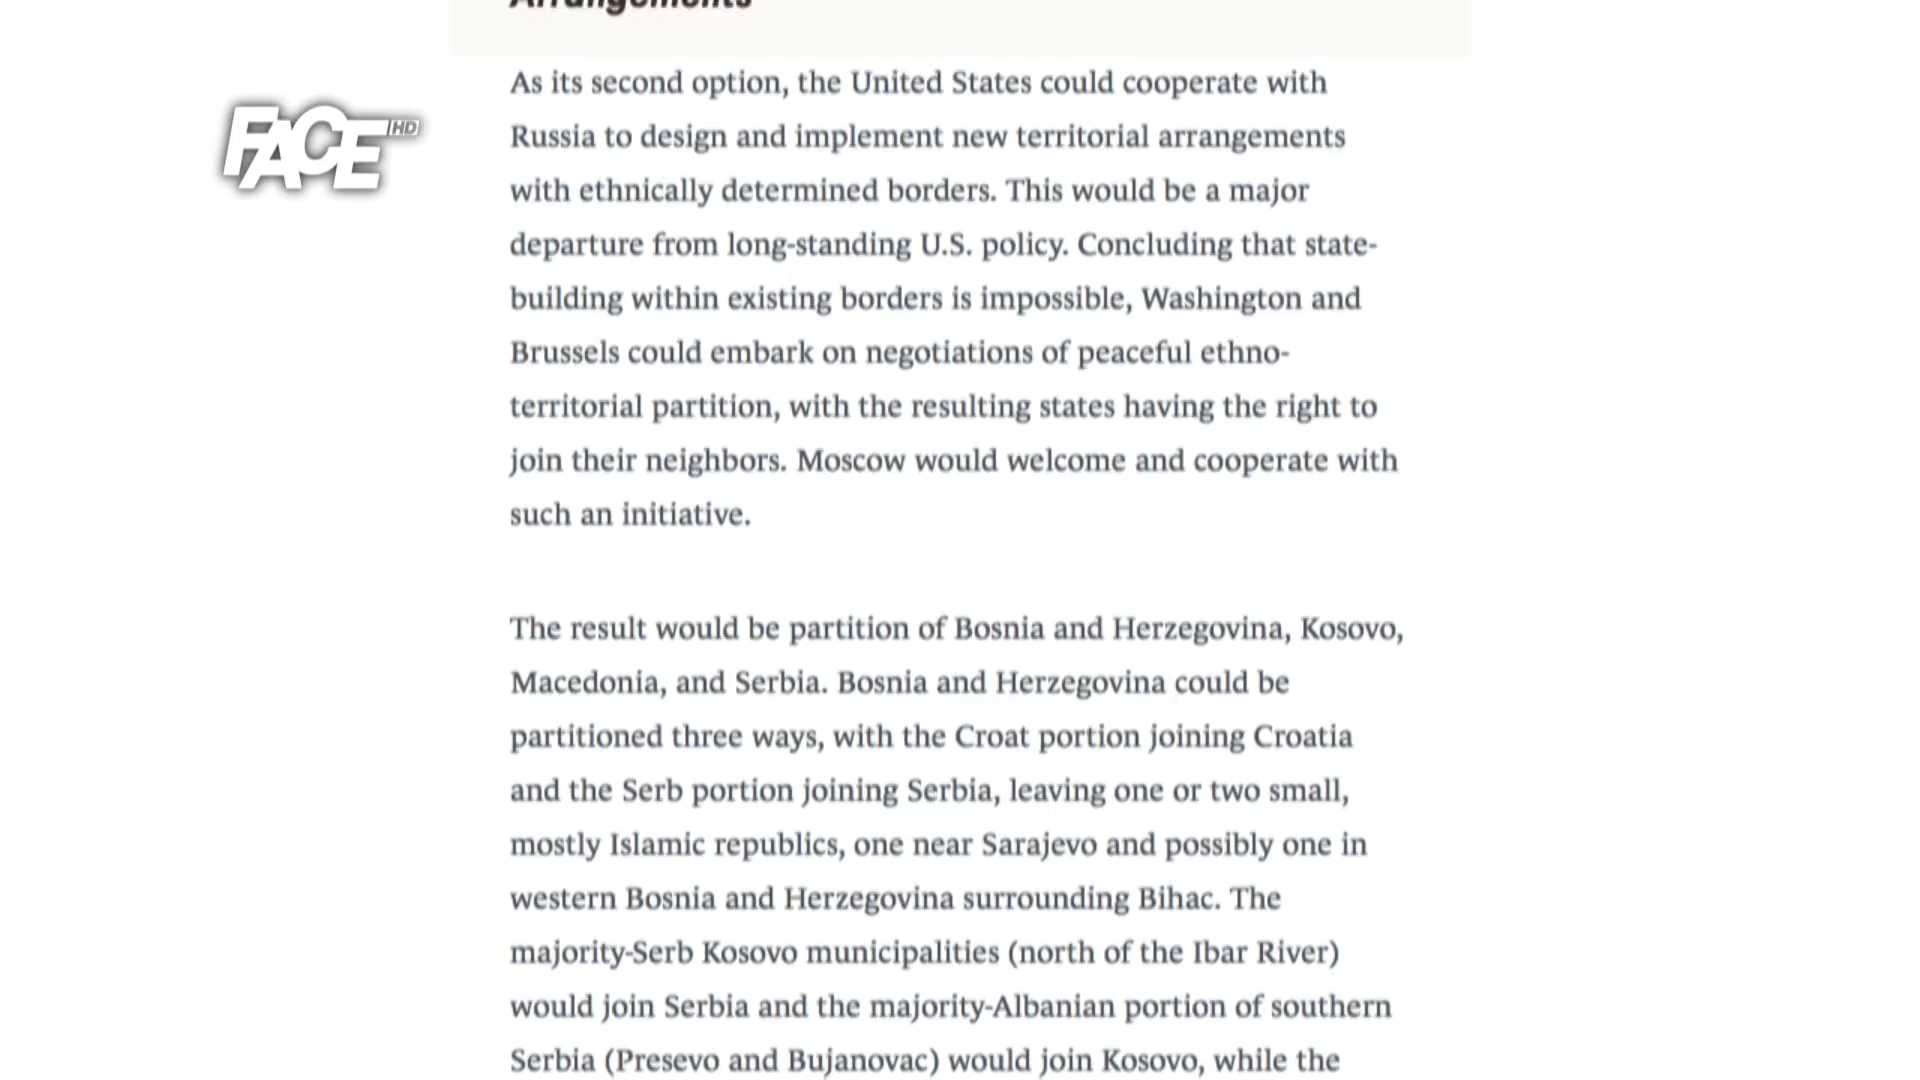 Arrangements
FACE HD
As its second option, the United States could cooperate with
Russia to design and implement new territorial arrangements
with ethnically determined borders. This would be a major
departure from long-standing U.S. policy. Concluding that state-
building within existing borders is impossible, Washington and
Brussels could embark on negotiations of peaceful ethno-
territorial partition, with the resulting states having the right to
join their neighbors. Moscow would welcome and cooperate with
such an initiative.
The result would be partition of Bosnia and Herzegovina, Kosovo,
Macedonia, and Serbia. Bosnia and Herzegovina could be
partitioned three ways, with the Croat portion joining Croatia
and the Serb portion joining Serbia, leaving one or two small,
mostly Islamic republics, one near Sarajevo and possibly one in
western Bosnia and Herzegovina surrounding Bihac. The
majority-Serb Kosovo municipalities (north of the Ibar River)
would join Serbia and the majority-Albanian portion of southern
Serbia (Presevo and Bujanovac) would join Kosovo, while the